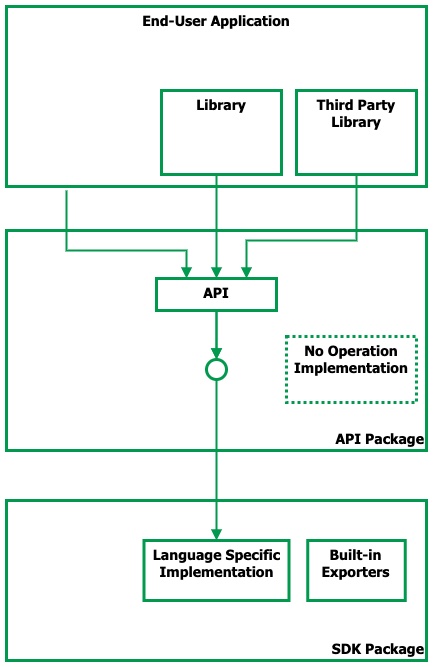 End-User Application
Library
Third Party
Library
API
No Operation
Implementation
API Package
Language Specific
Implementation
Built-in
Exporters
SDK Package